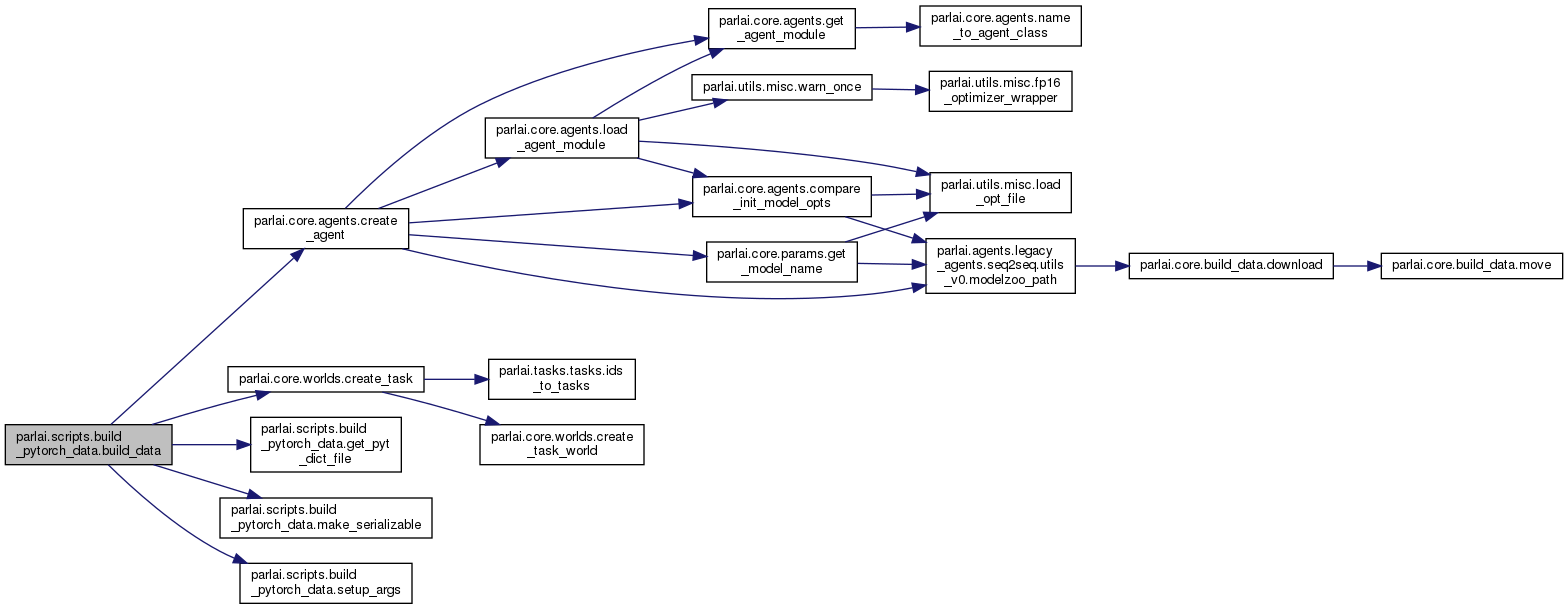 parlai.core.agents.get
_agent_module
parlai.core.agents.name
_to_agent_class
parlai.utils.misc.warn_once
parlai.utils.misc.fp16
_optimizer_wrapper
parlai.core.agents.load
_agent_module
parlai.core.agents.compare
_init_model_opts
parlai.utils.misc.load
_opt_file
parlai.core.agents.create
_agent
parlai.core.params.get
_model_name
parlai.agents.legacy
_agents.seq2seq.utils
_v0.modelzoo_path
parlai.core.build_data.download
parlai.core.build_data.move
parlai.core.worlds.create_task
parlai.tasks.tasks.ids
_to_tasks
parlai.scripts.build
_pytorch_data.build_data
parlai.scripts.build
_pytorch_data.get_pyt
_dict_file
parlai.core.worlds.create
_task_world
parlai.scripts.build
_pytorch_data.make_serializable
parlai.scripts.build
_pytorch_data.setup_args